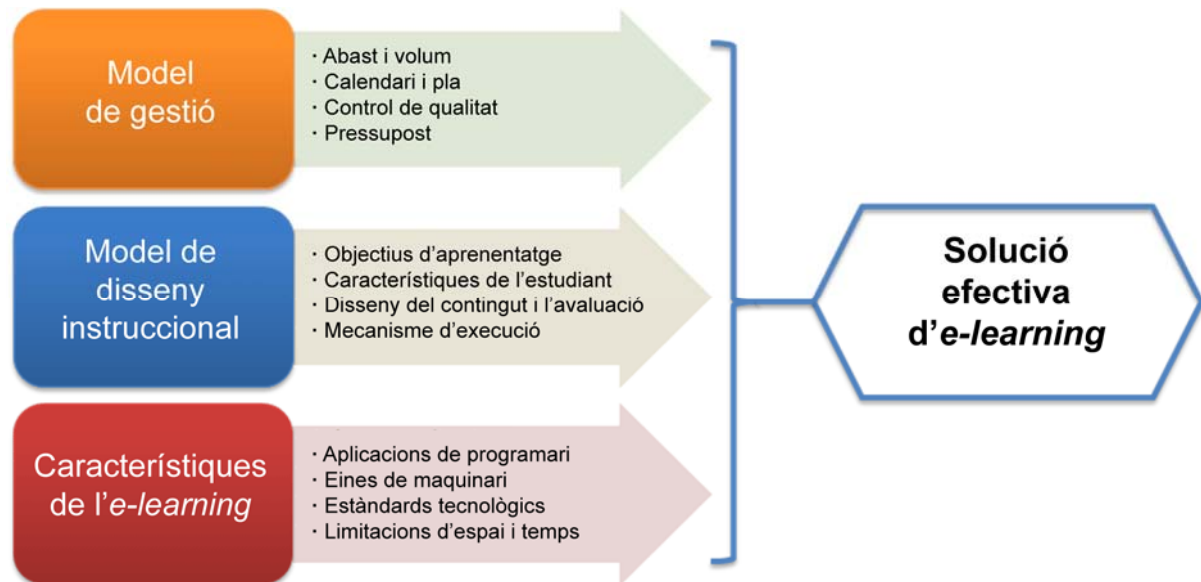 Model
de gestió
· Abast i volum
· Calendari i pla
· Control de qualitat
· Pressupost
Model de
disseny
instruccional
· Objectius d’aprenentatge
· Característiques de l’estudiant
· Disseny del contingut i l’avaluació
· Mecanisme d’execució
Característiques
de l’e-learning
· Aplicacions de programari
· Eines de maquinari
· Estàndards tecnològics
· Limitacions d’espai i temps
Solució
efectiva
d’e-learning